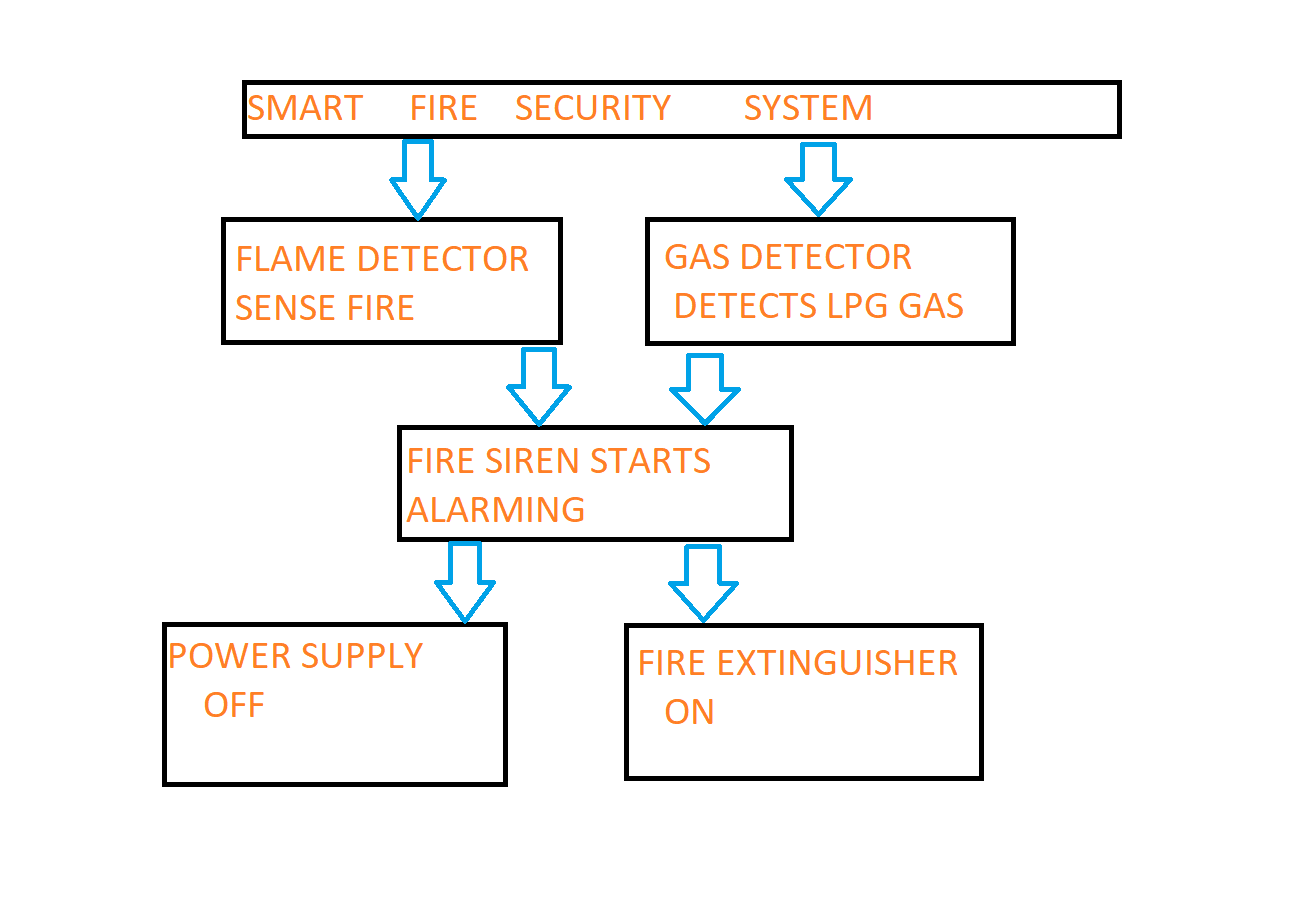 SMART FIRE SECURITY SYSTEM
FLAME DETECTOR
SENSE FIRE
GAS DETECTOR
DETECTS LPG GAS
FIRE SIREN STARTS
ALARMING
POWER SUPPLY
OFF
FIRE EXTINGUISHER
ON